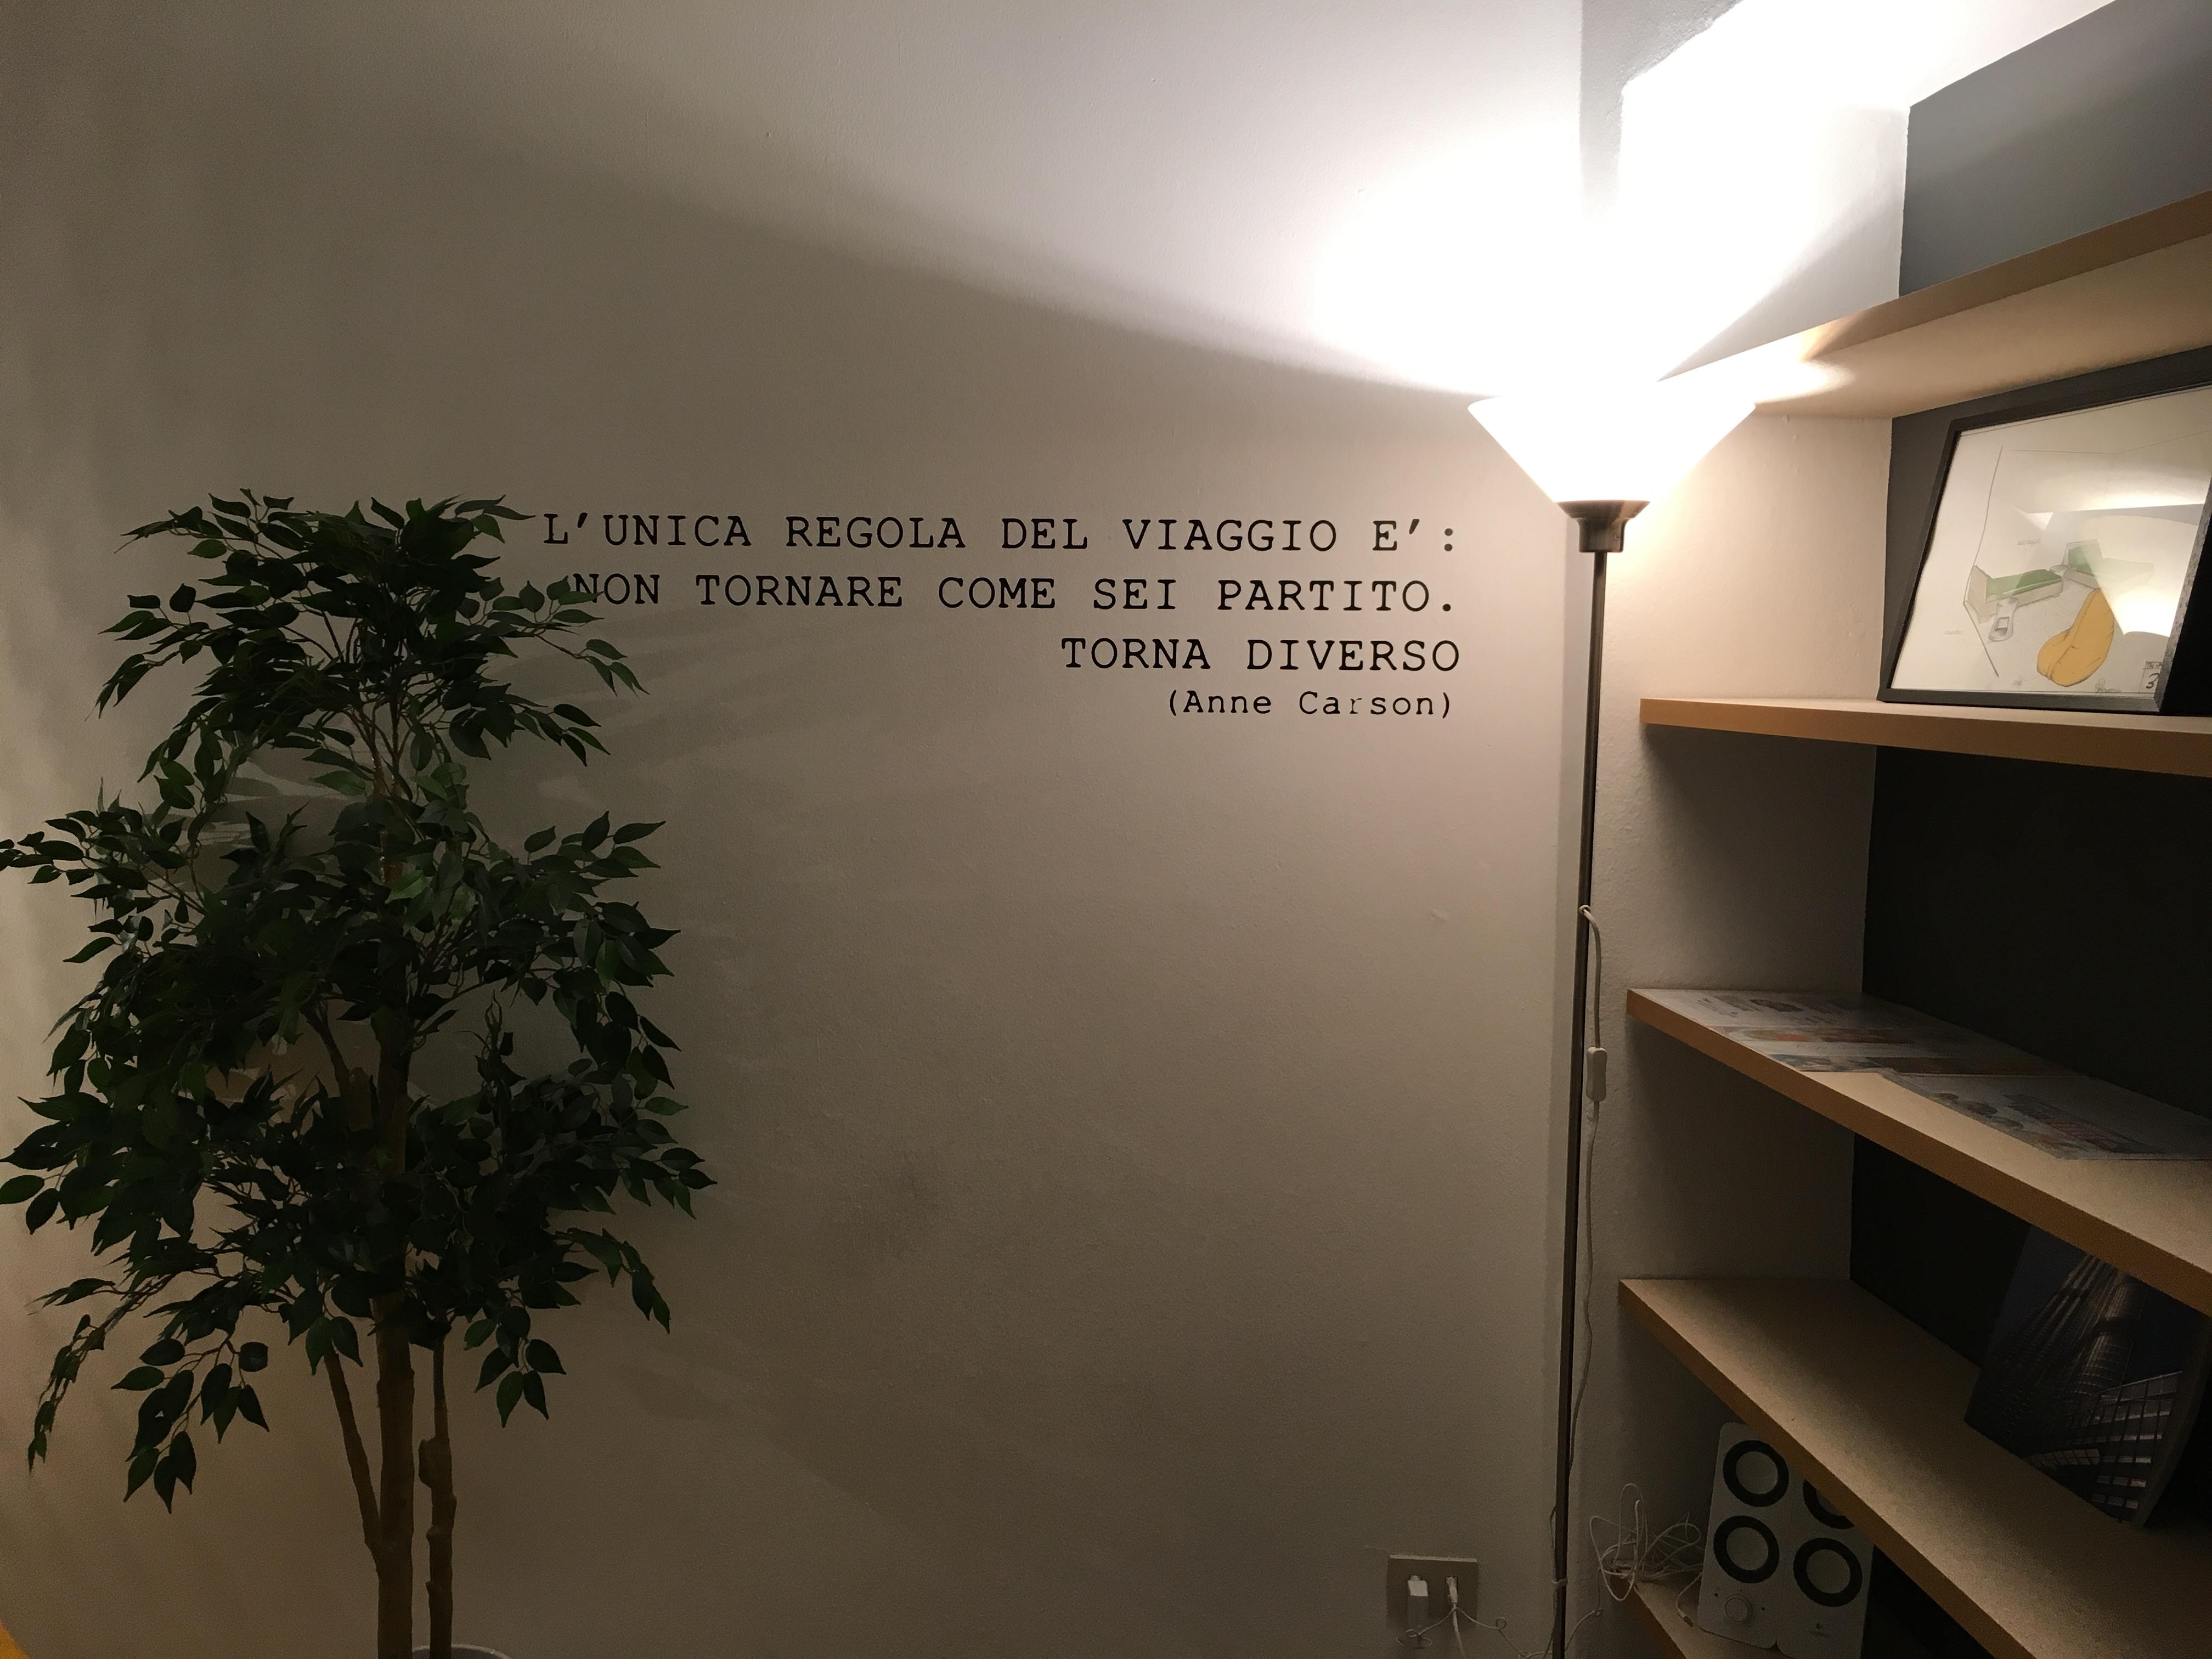 L'UNICA REGOLA DEL VIAGGIO E':
NON TORNARE COME SEI PARTITO.
TORNA DIVERSO
(Anne Carson)